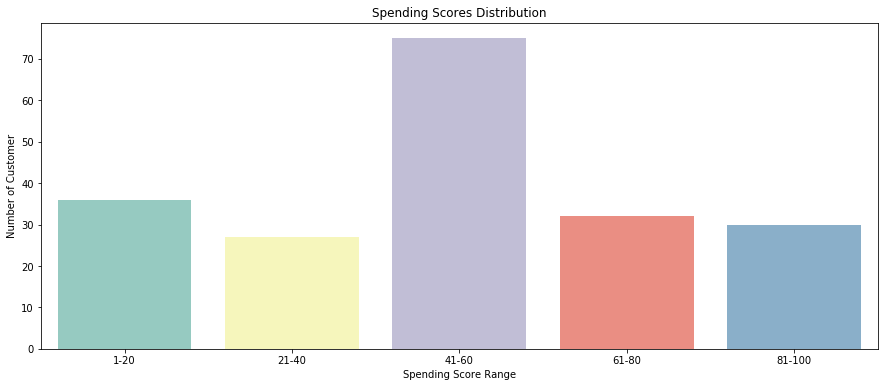 Spending Scores Distribution
Number of Customer
70
60
50
40
30
20
10
0
1-20 21-40 41-60 61-80 81-100
Spending Score Range